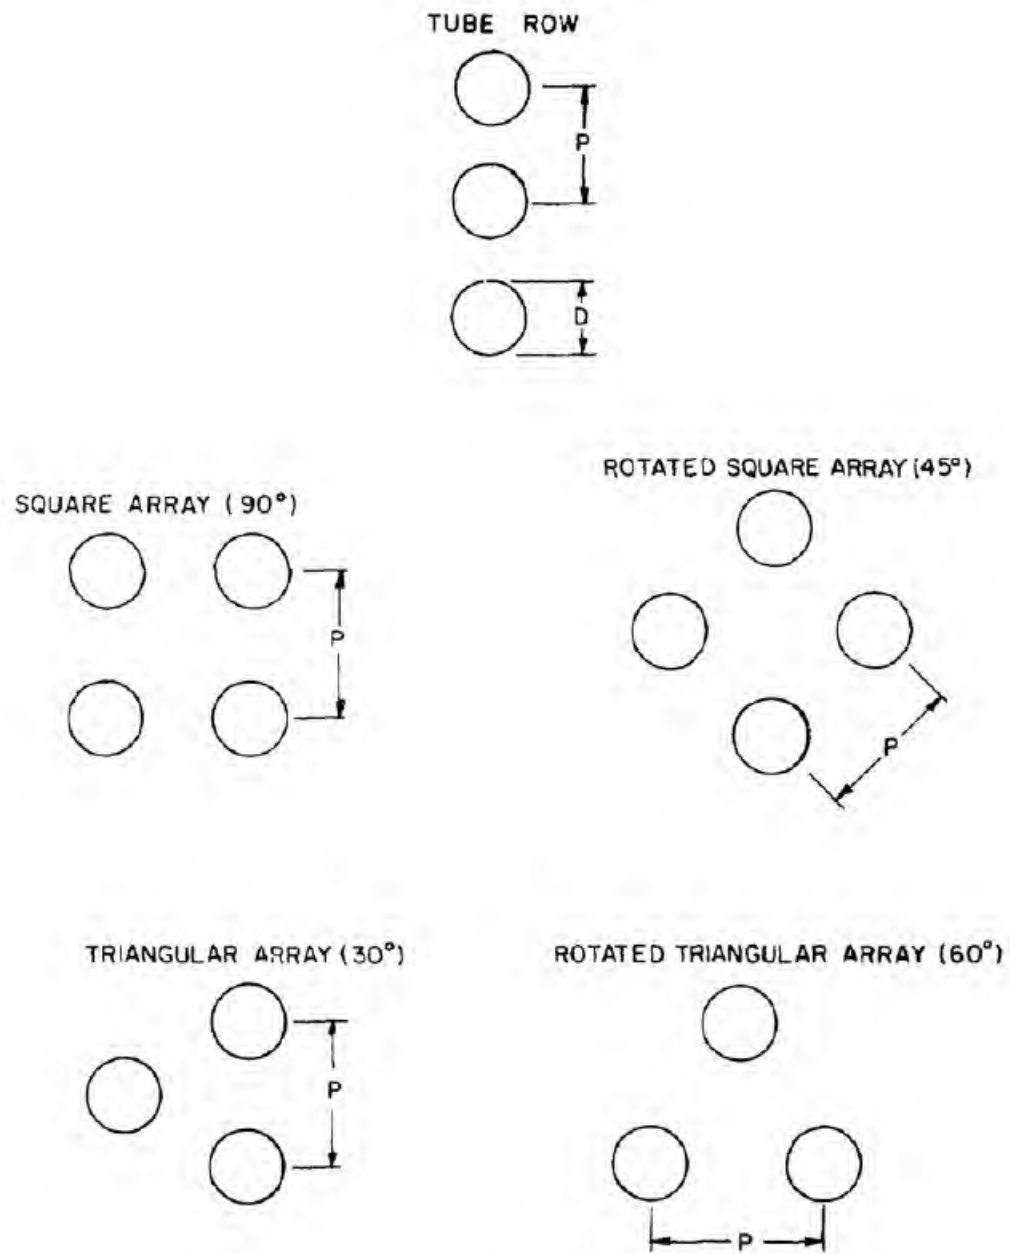 TUBE ROW
P
D
ROTATED SQUARE ARRAY (45°)
SQUARE ARRAY (90°)
P
P
TRIANGULAR ARRAY (30°)
ROTATED TRIANGULAR ARRAY (60°)
P
P